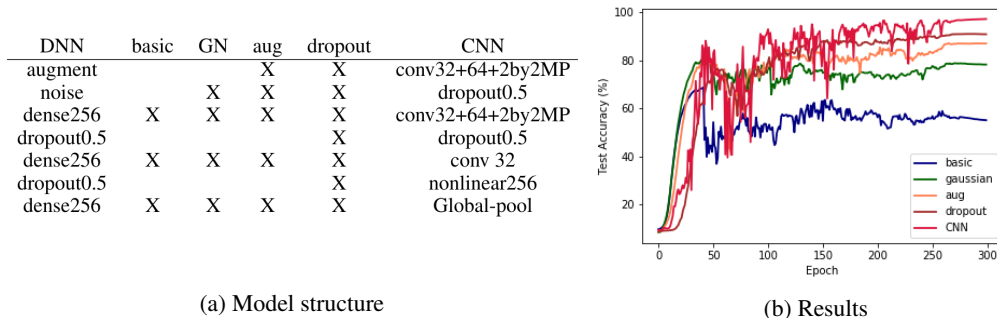 DNN basic GN aug dropout CNN
augment X X conv32+64+2by2MP
noise X X X dropout0.5
dense256 X X X X conv32+64+2by2MP
dropout0.5 X dropout0.5
dense256 X X X X conv 32
dropout0.5 X nonlinear256
dense256 X X X X Global-pool
(a) Model structure
100
80
60
40
20
Test Accuracy (%)
0 50 100 150 200 250 300
Epoch
basic
gaussian
aug
dropout
CNN
(b) Results